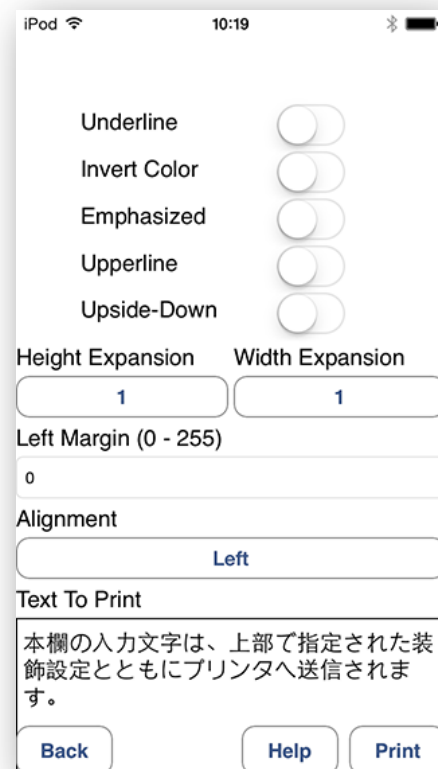 iPod 10:19
Underline
Invert Color
Emphasized
Upperline
Upside-Down
Height Expansion Width Expansion
1 1
Left Margin (0 - 255)
0
Alignment
Left
Text To Print
本欄の入力文字は、上部で指定された装
飾設定とともにプリンタへ送信されま
す。
Back Help Print